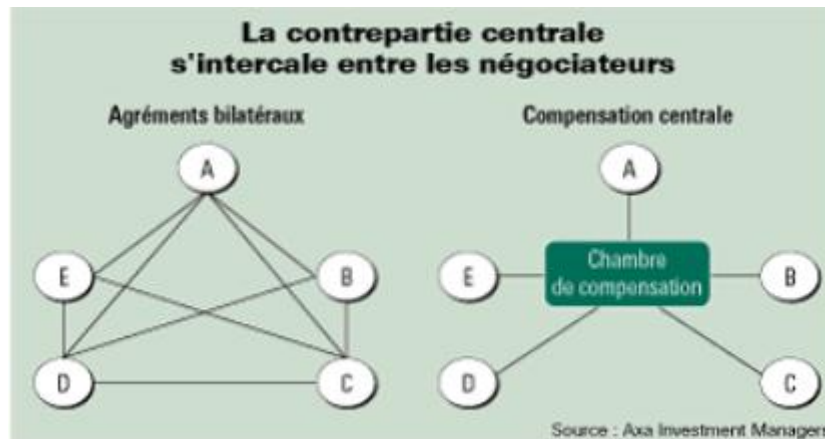 La contrepartie centrale
s'intercale entre les négociateurs
Agréments bilatéraux
A
E
B
D
C
Compensation centrale
A
E
Chambre
de compensation
B
D
C
Source : Axa Investment Managers